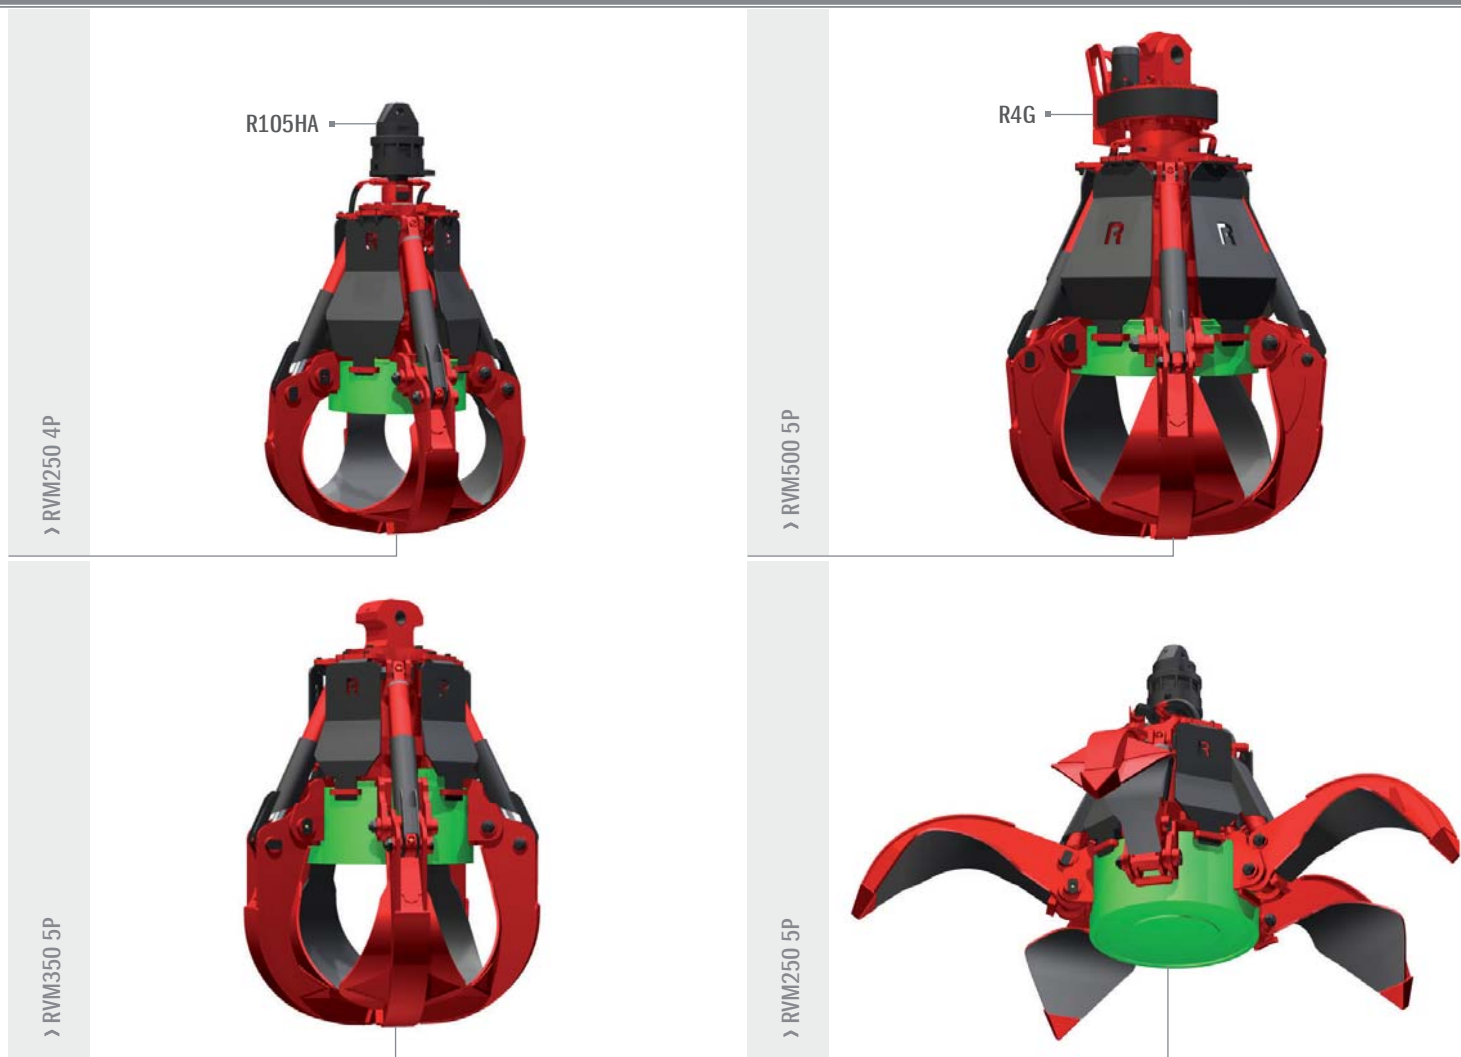 R105HA
› RVM250 4P
R4G
R
R
› RVM500 5P
R
› RVM350 5P
R
› RVM250 5P